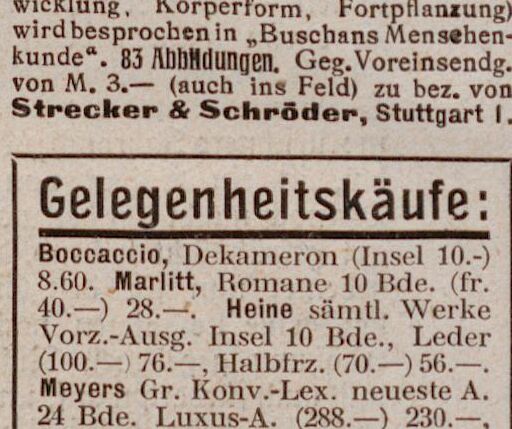 wicklung, Körperform, Fortpflanzung)
wird besprochen in „Buschans Menschen-
kunde“. 83 Abbildungen. Geg. Voreinsendg.
von M. 3.— (auch ins Feld) zu bez. von
Strecker & Schröder, Stuttgart I.
Gelegenheitskäufe:
Boccaccio, Dekameron (Insel 10.-)
8.60. Marlitt, Romane 10 Bde. (fr.
40.—) 28.—. Heine sämtl. Werke
Vorz.-Ausg. Insel 10 Bde., Leder
(100.—) 76.—, Halbfrz. (70.—) 56.—.
Meyers Gr. Konv.-Lex. neueste A.
24 Bde. Luxus-A. (288.—) 230.—,